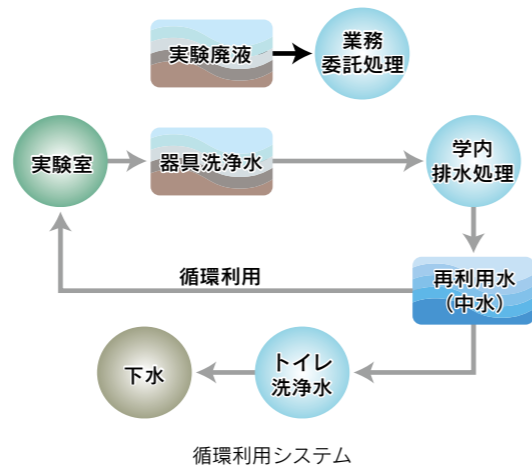 実験廃液
業務
委託処理
実験室
器具洗浄水
学内
排水処理
循環利用
再利用水
（中水）
下水
トイレ
洗浄水
循環利用システム